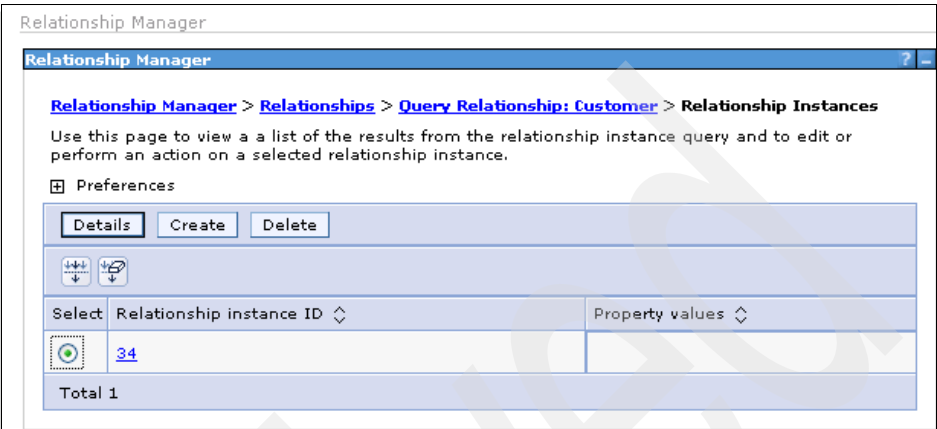 Relationship Manager
Relationship Manager ? –
Relationship Manager > Relationships > Query Relationship: Customer > Relationship Instances
Use this page to view a a list of the results from the relationship instance query and to edit or
perform an action on a selected relationship instance.
Preferences
Details Create Delete
Select Relationship instance ID Property values
34
Total 1